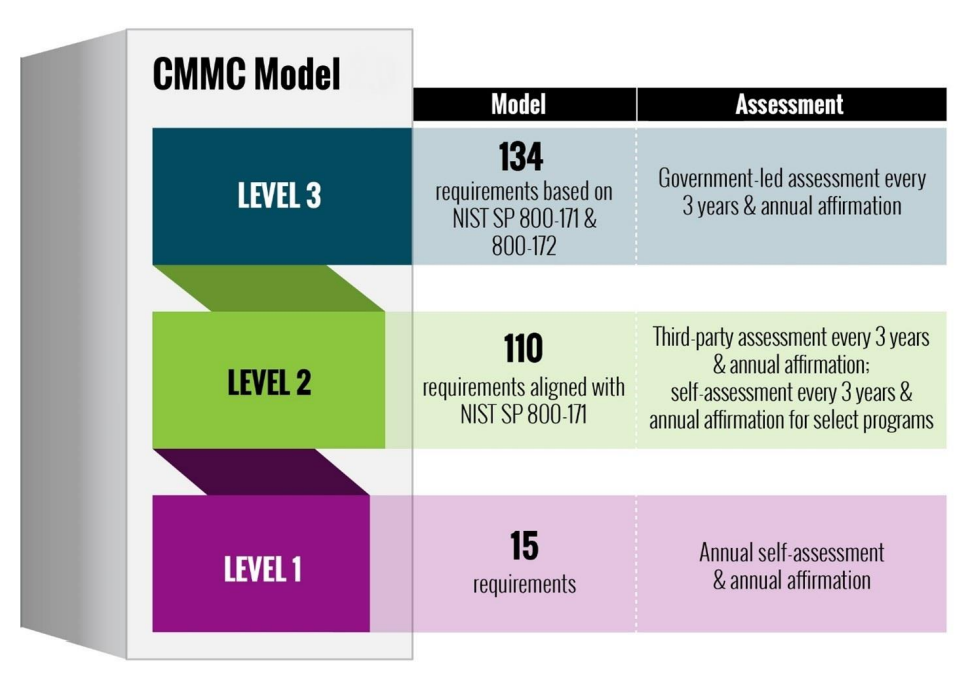 CMMC Model
Model
Assessment
LEVEL 3
134
requirements based on
NIST SP 800-171 &
800-172
Government-led assessment every
3 years & annual affirmation
LEVEL 2
110
requirements aligned with
NIST SP 800-171
Third-party assessment every 3 years
& annual affirmation;
self-assessment every 3 years &
annual affirmation for select programs
LEVEL 1
15
requirements
Annual self-assessment
& annual affirmation